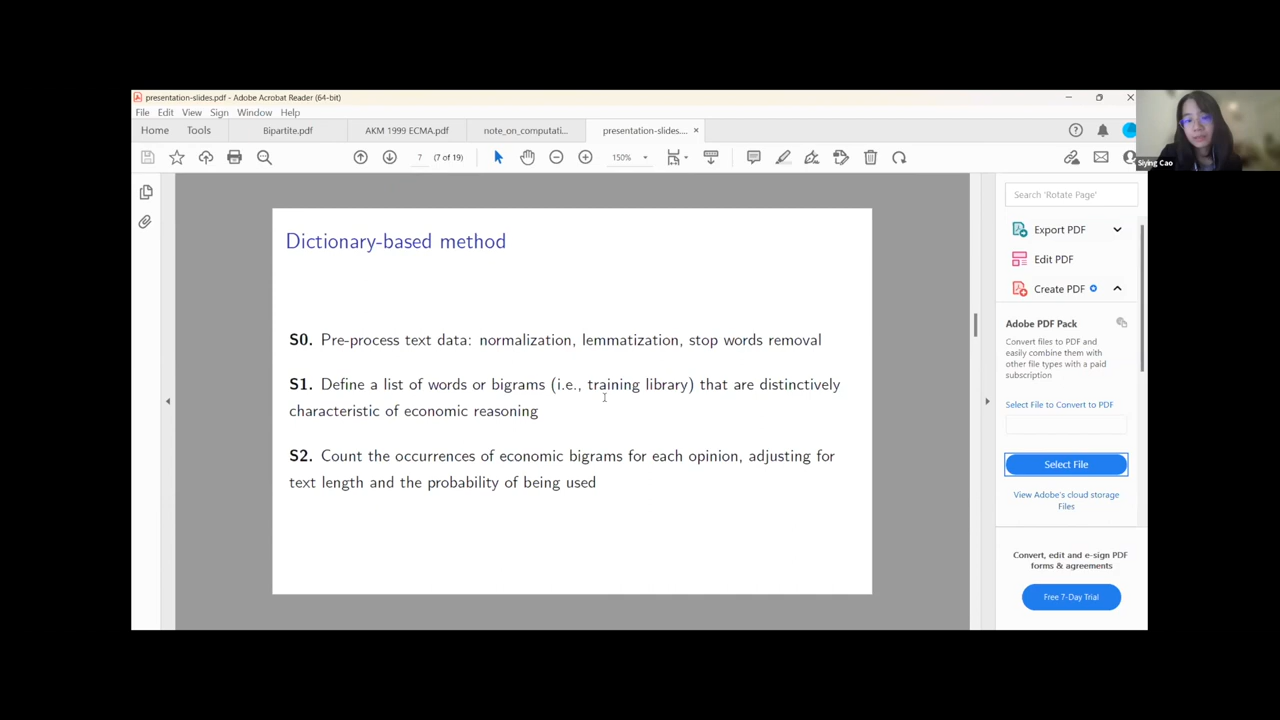 presentation-slides.pdf - Adobe Acrobat Reader (64-bit)
File Edit View Sign Window Help
Home Tools Bipartite.pdf AKM 1999 ECMA.pdf note_on_computati... presentation-slides.... ×
7 (7 of 19) 150%
Siying Cao
Search 'Rotate Page'
Export PDF
Edit PDF
Create PDF
Adobe PDF Pack
Convert files to PDF and
easily combine them with
other file types with a paid
subscription
Select File to Convert to PDF
Select File
View Adobe's cloud storage
Files
Convert, edit and e-sign PDF
forms & agreements
Free 7-Day Trial
Dictionary-based method
S0. Pre-process text data: normalization, lemmatization, stop words removal
S1. Define a list of words or bigrams (i.e., training library) that are distinctively
characteristic of economic reasoning
S2. Count the occurrences of economic bigrams for each opinion, adjusting for
text length and the probability of being used